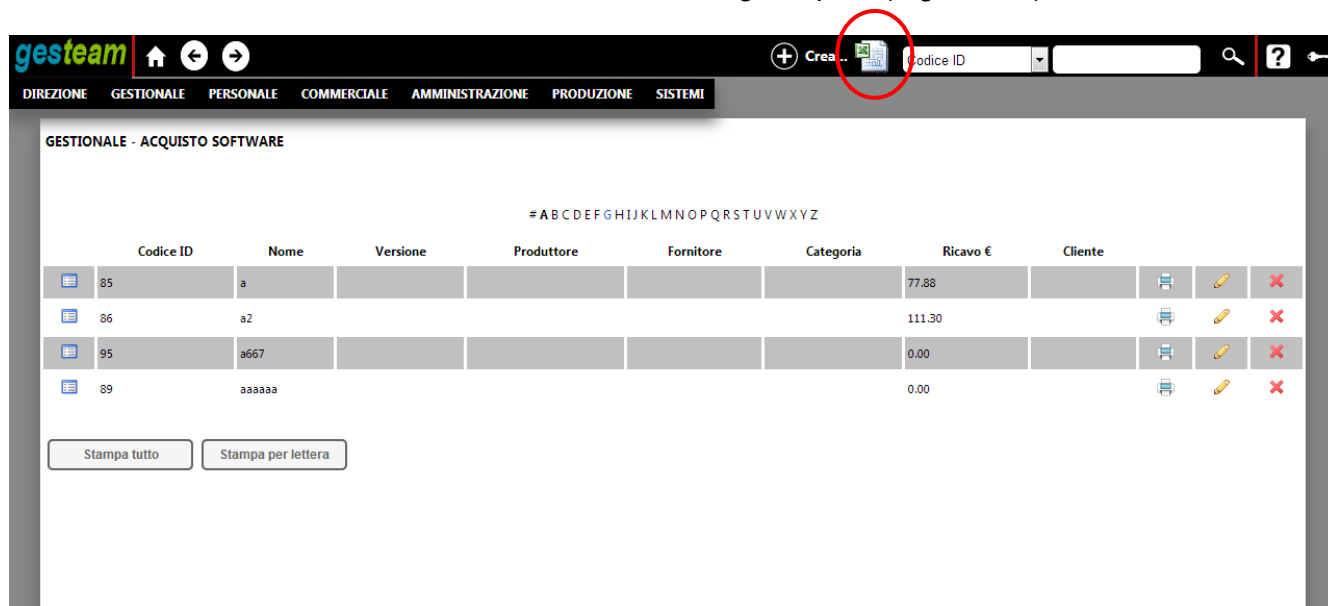 gesteam Crea... Codice ID ?
DIREZIONE GESTIONALE PERSONALE COMMERCIALE AMMINISTRAZIONE PRODUZIONE SISTEMI
GESTIONALE - ACQUISTO SOFTWARE
# A B C D E F G H I J K L M N O P Q R S T U V W X Y Z
Codice ID Nome Versione Produttore Fornitore Categoria Ricavo € Cliente
85 a 77.88
86 a2 111.30
95 a667 0.00
89 aaaaaa 0.00
Stampa tutto Stampa per lettera